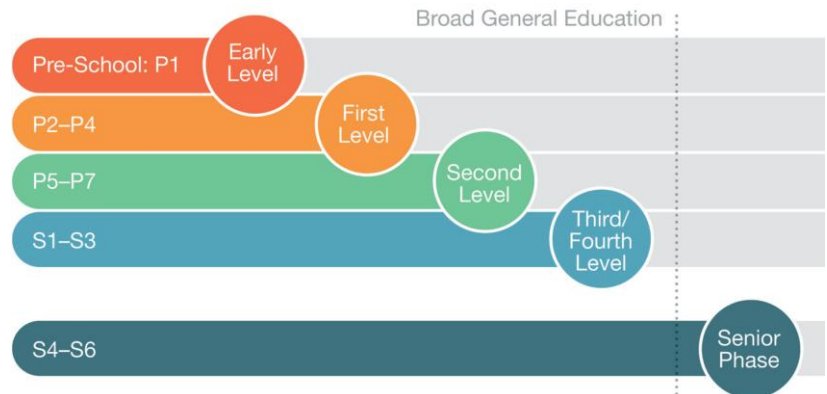 Broad General Education
Pre-School: P1
Early
Level
P2–P4
First
Level
P5–P7
Second
Level
S1–S3
Third/
Fourth
Level
S4–S6
Senior
Phase